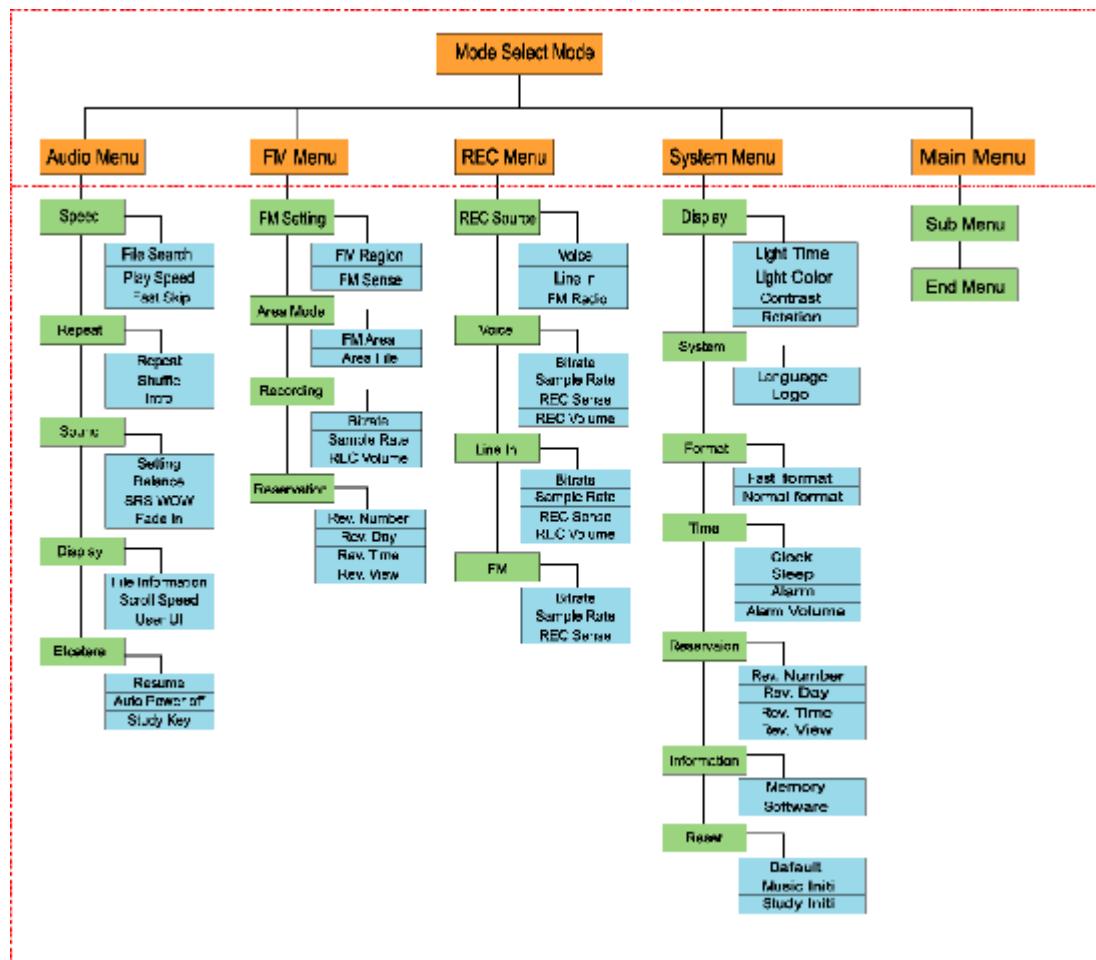 Mode Select Mode
Audio Menu
FM Menu
REC Menu
System Menu
Main Menu
Speed
File Search
Play Speed
Fast Skip
Repeat
Repeat
Shuffle
Intro
Sound
Setting
Balance
SRS WOW
Fade In
Display
File Information
Scroll Speed
User UI
Etcetera
Resume
Auto Power off
Study Key
FM Setting
FM Region
FM Sense
Area Mode
FM Area
Area File
Recording
Bitrate
Sample Rate
REC Volume
Reservation
Rev. Number
Rev. Day
Rev. Time
Rev. View
REC Source
Voice
Line In
FM Radio
Voice
Bitrate
Sample Rate
REC Sense
REC Volume
Line In
Bitrate
Sample Rate
REC Sense
REC Volume
FM
Bitrate
Sample Rate
REC Sense
Display
Light Time
Light Color
Contrast
Rotation
System
Language
Logo
Format
Fast format
Normal format
Time
Clock
Sleep
Alarm
Alarm Volume
Reservaion
Rev. Number
Rev. Day
Rev. Time
Rev. View
Information
Memory
Software
Reset
Dafault
Music Initi
Study Initi
Sub Menu
End Menu